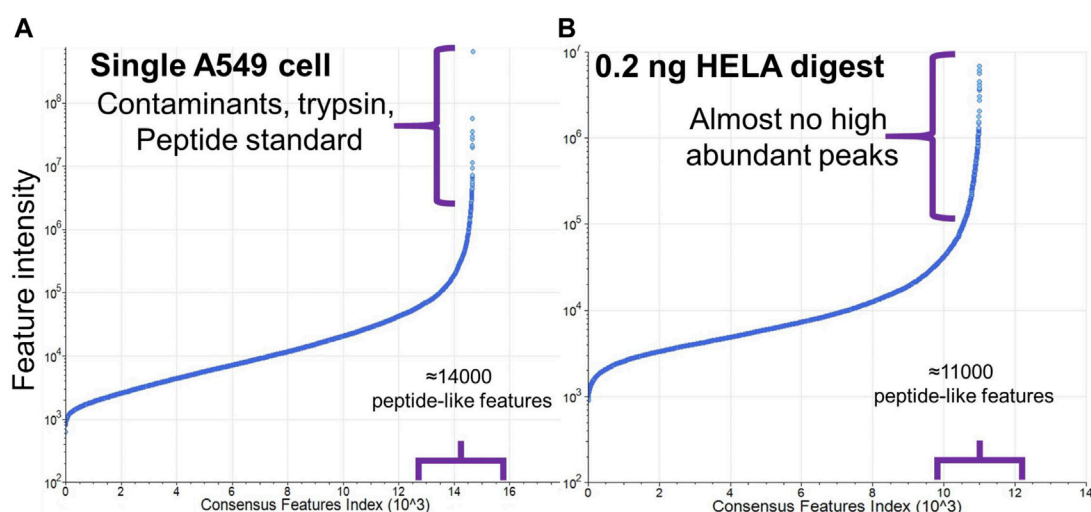 A
Single A549 cell
Contaminants, trypsin,
Peptide standard
Feature intensity
10^8
10^7
10^6
10^5
10^4
10^3
10^2
≈14000
peptide-like features
0 2 4 6 8 10 12 14 16
Consensus Features Index (10^3)
B
0.2 ng HELA digest
Almost no high
abundant peaks
10^7
10^6
10^5
10^4
10^3
10^2
≈11000
peptide-like features
0 2 4 6 8 10 12 14
Consensus Features Index (10^3)